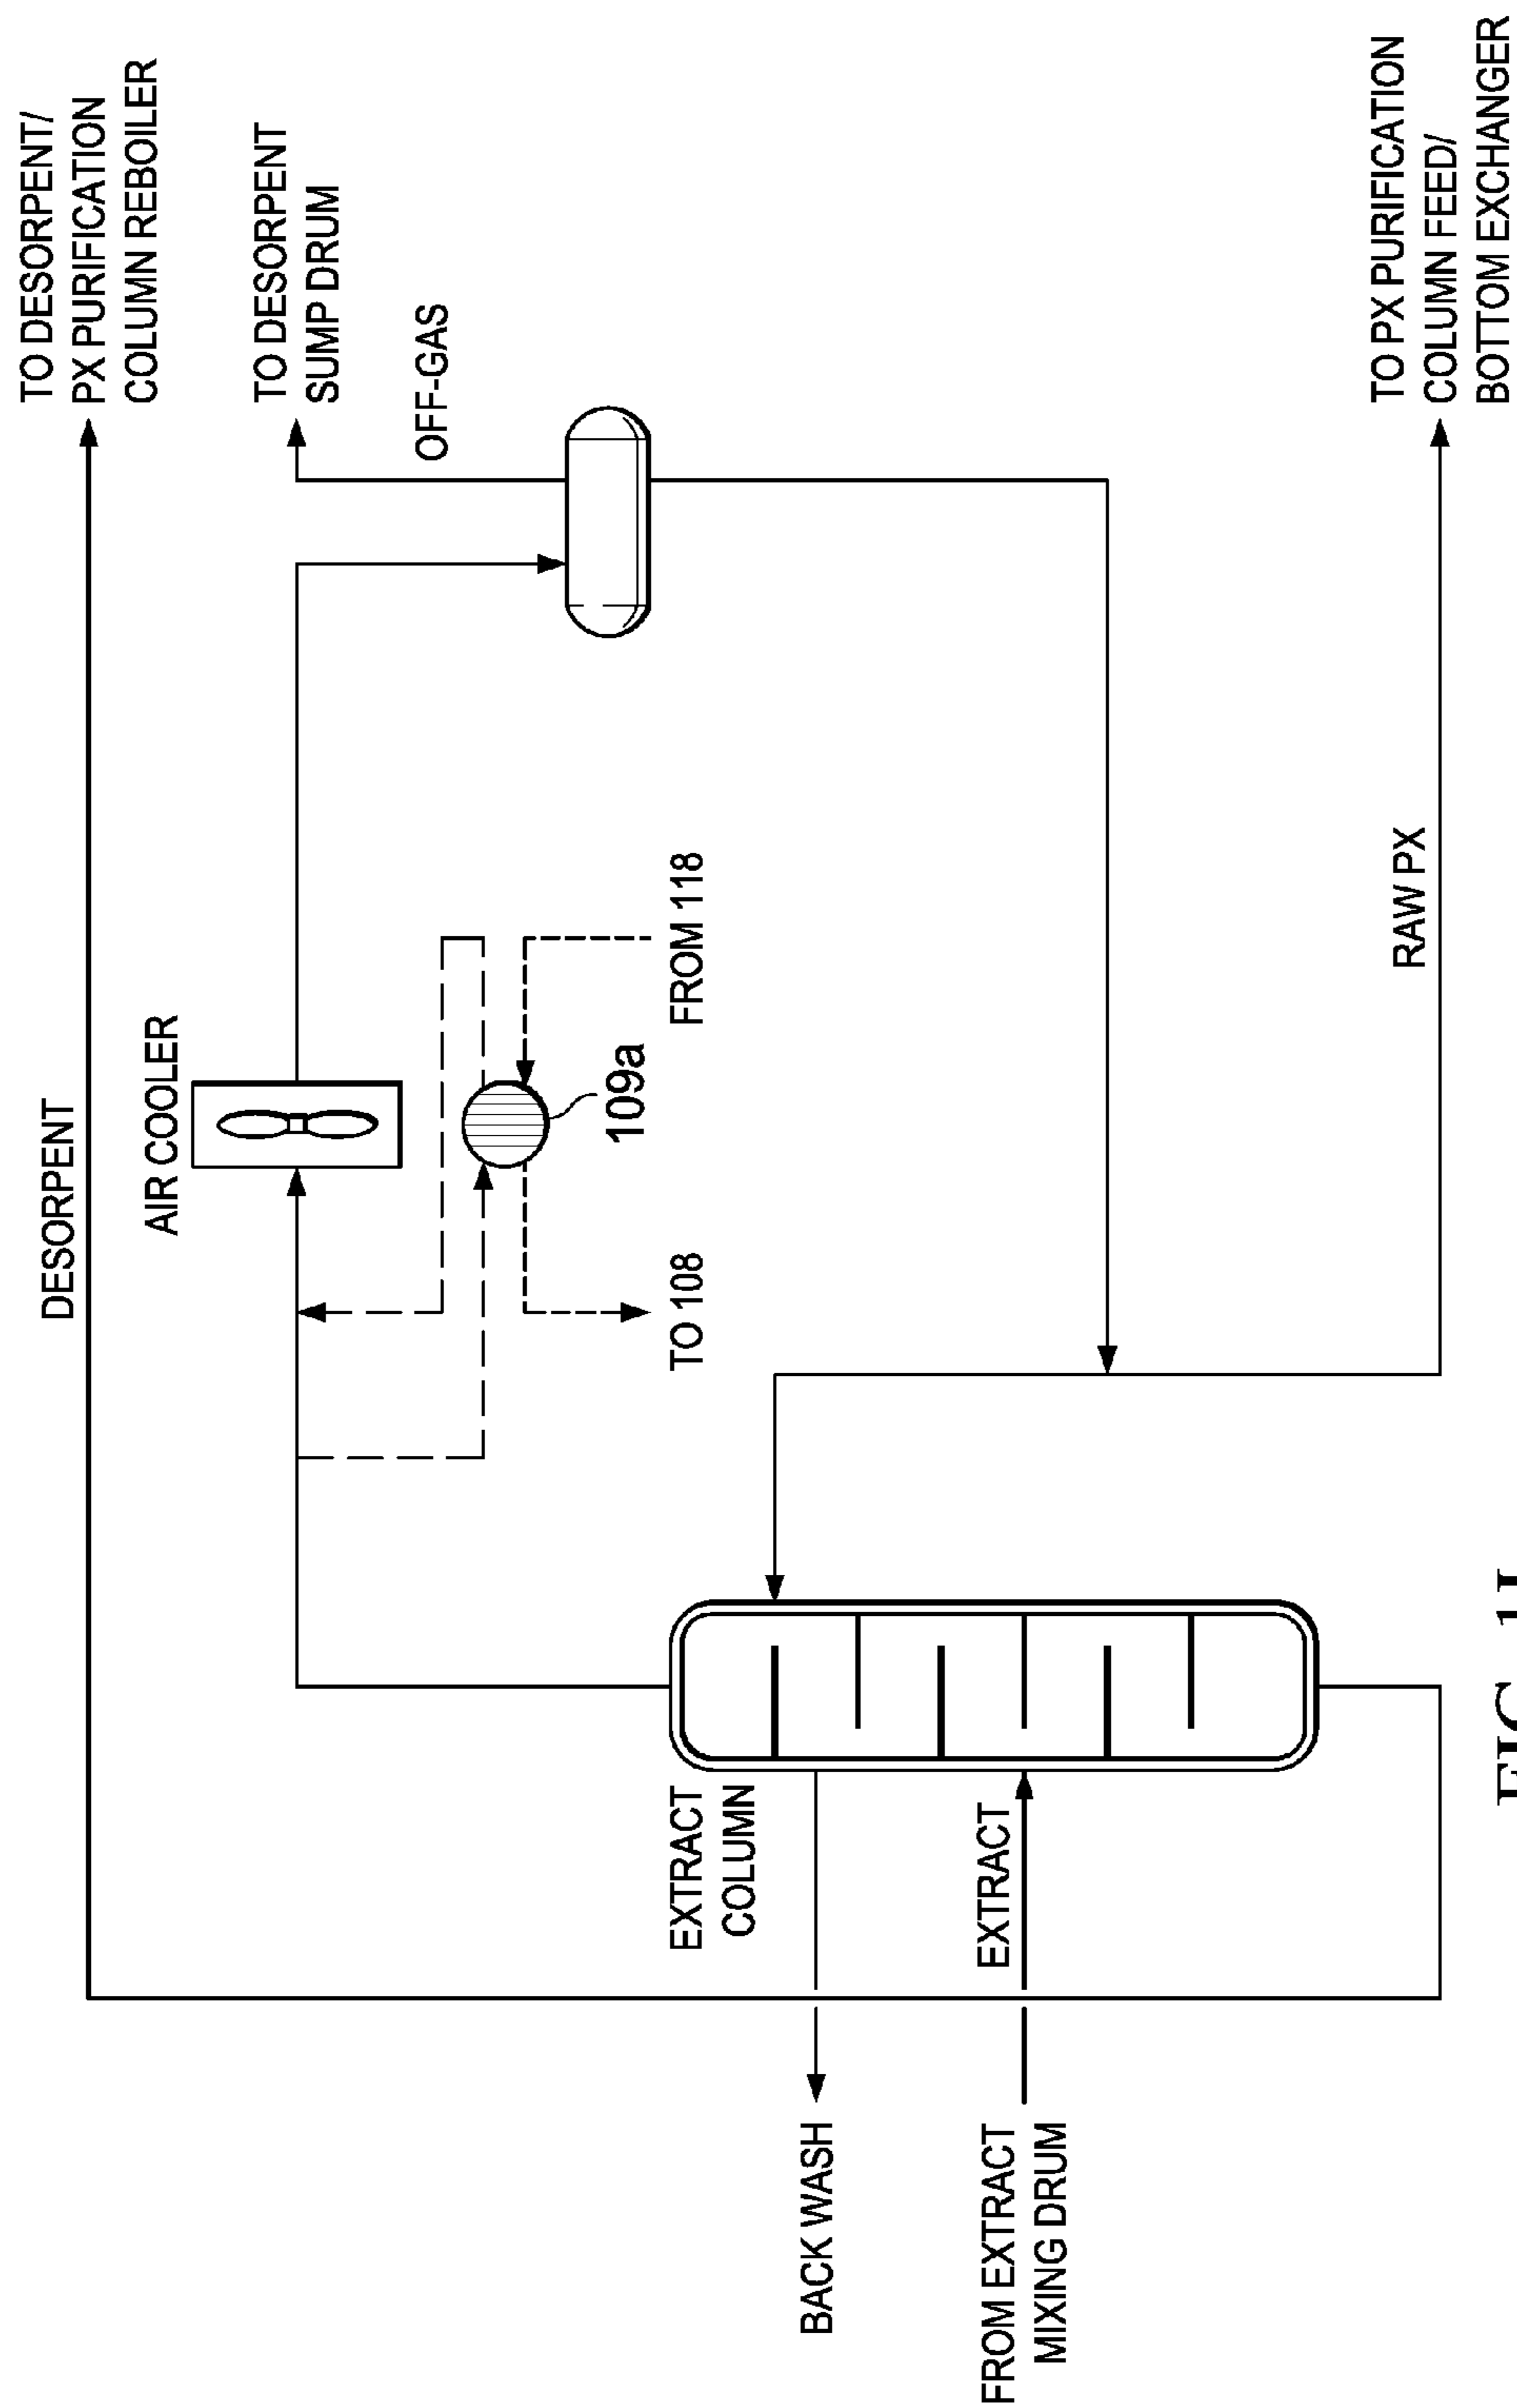 TO DESORPENT/
PX PURIFICATION
COLUMN REBOILER
DESORPENT
TO DESORPENT
SUMP DRUM
AIR COOLER
OFF-GAS
109a
TO 108
FROM 118
EXTRACT
COLUMN
BACK WASH
EXTRACT
FROM EXTRACT
MIXING DRUM
RAW PX
TO PX PURIFICATION
COLUMN FEED/
BOTTOM EXCHANGER
FIG.